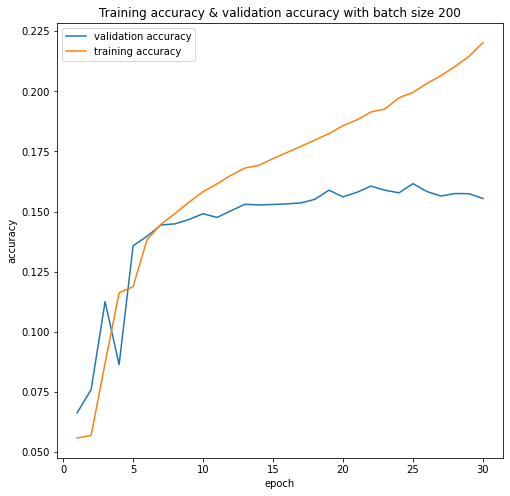 Training accuracy & validation accuracy with batch size 200
validation accuracy
training accuracy
0.225
0.200
0.175
0.150
0.125
0.100
0.075
0.050
accuracy
0 5 10 15 20 25 30
epoch